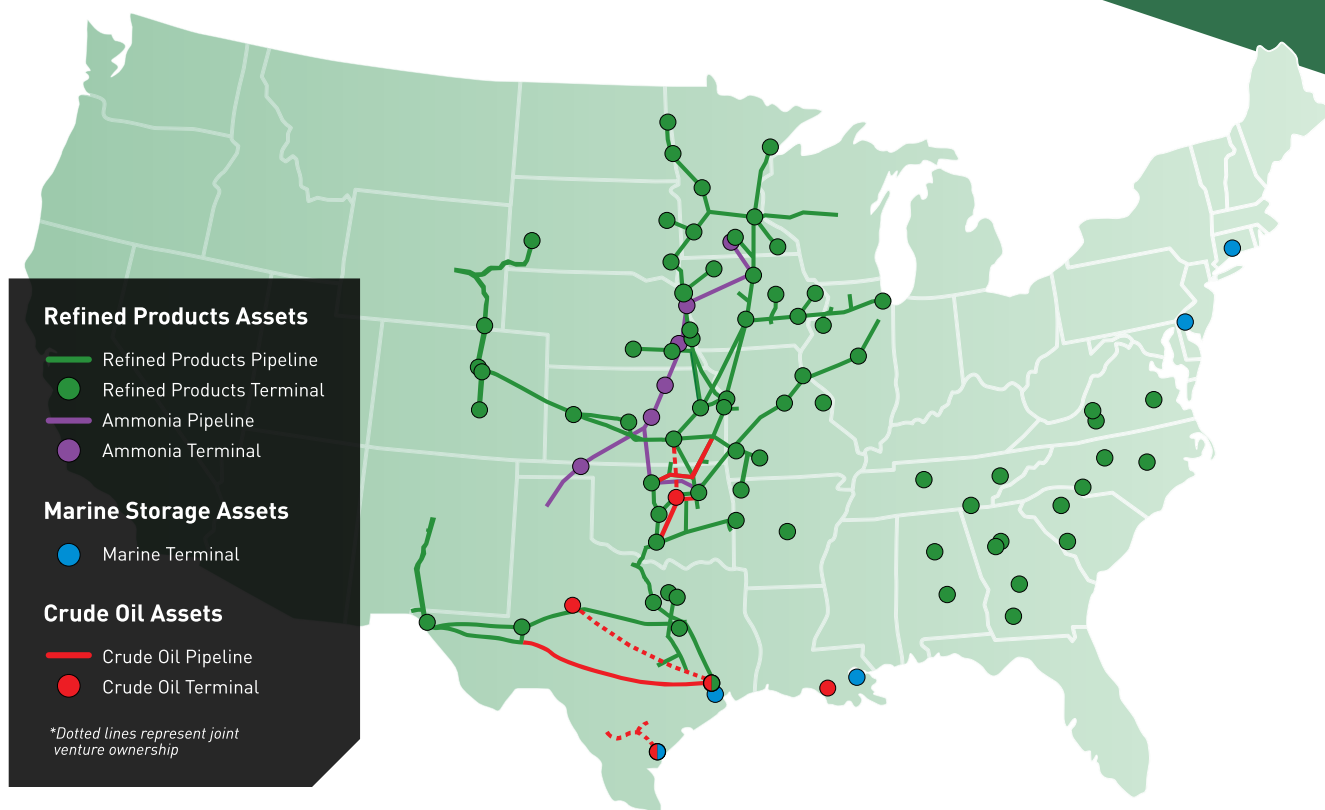 Refined Products Assets
Refined Products Pipeline
Refined Products Terminal
Ammonia Pipeline
Ammonia Terminal
Marine Storage Assets
Marine Terminal
Crude Oil Assets
Crude Oil Pipeline
Crude Oil Terminal
*Dotted lines represent joint
venture ownership